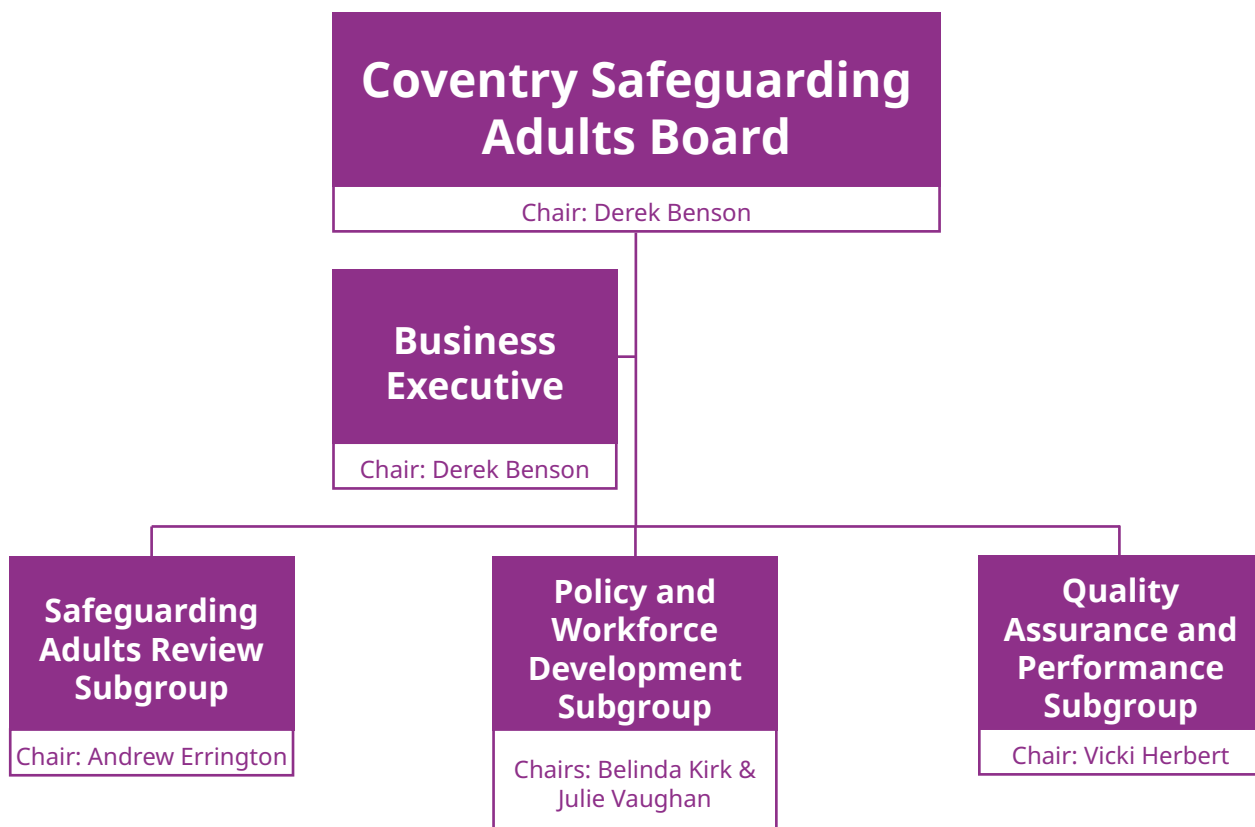 Coventry Safeguarding
Adults Board
Chair: Derek Benson
Business
Executive
Chair: Derek Benson
Safeguarding
Adults Review
Subgroup
Chair: Andrew Errington
Policy and
Workforce
Development
Subgroup
Chairs: Belinda Kirk &
Julie Vaughan
Quality
Assurance and
Performance
Subgroup
Chair: Vicki Herbert